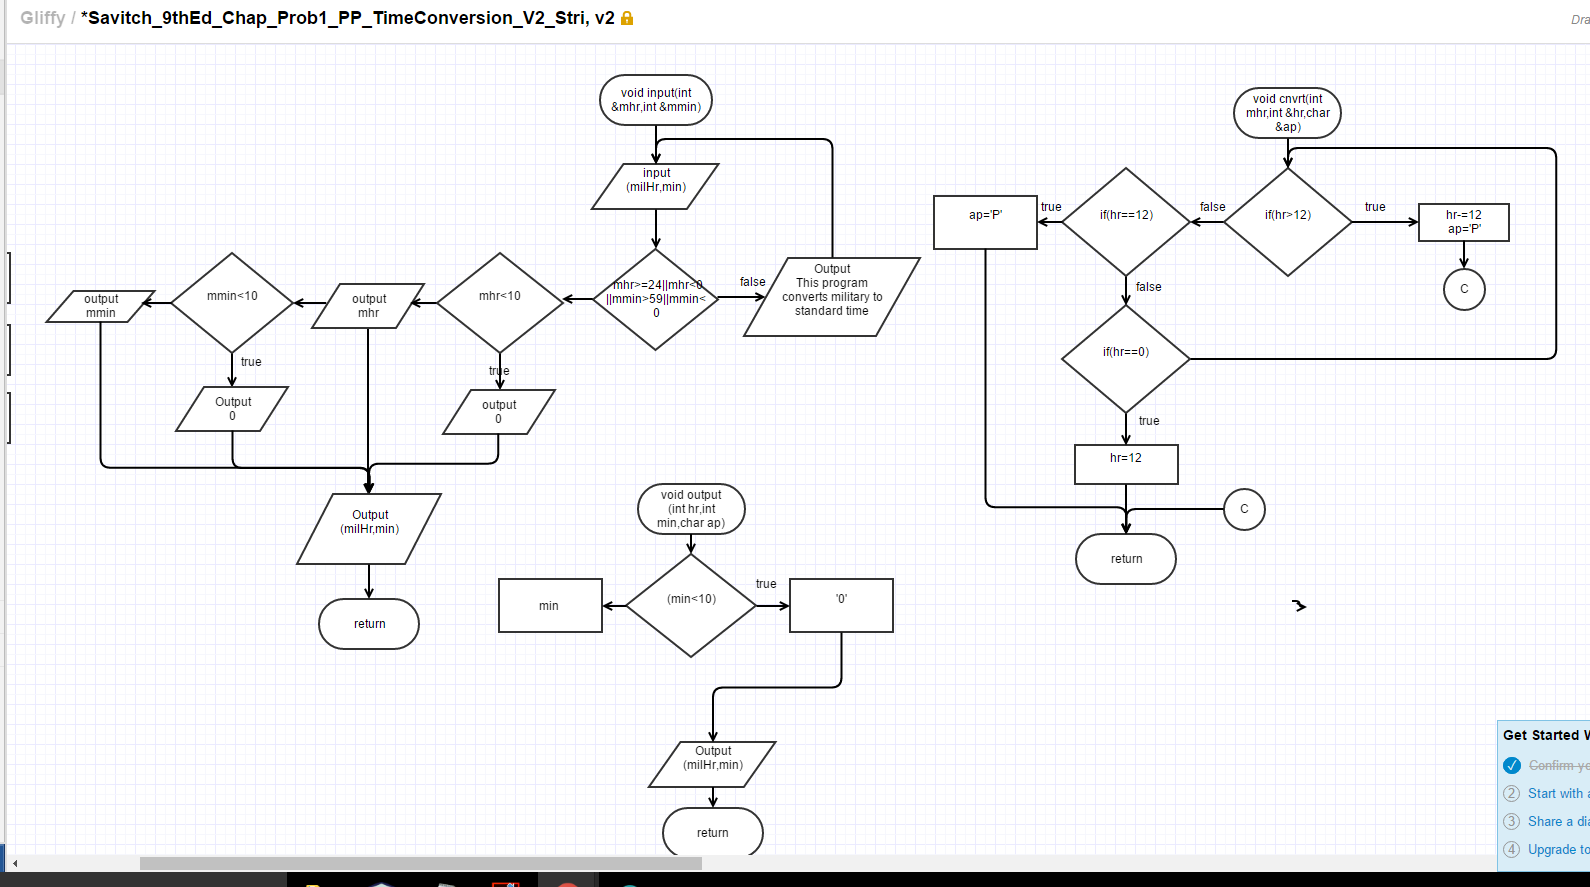 Gliffy / *Savitch_9thEd_Chap_Prob1_PP_TimeConversion_V2_Stri, v2
Dra
void input(int
&mhr,int &mmin)
input
(milHr,min)
mhr>=24||mhr<0
||mmin>59||mmin<
0
false
Output
This program
converts military to
standard time
mhr<10
true
output
0
output
mhr
mmin<10
true
Output
0
output
mmin
Output
(milHr,min)
return
void output
(int hr,int
min,char ap)
(min<10)
true
'0'
min
Output
(milHr,min)
return
void cnvrt(int
mhr,int &hr,char
&ap)
if(hr>12)
true
hr-=12
ap='P'
C
false
if(hr==12)
true
ap='P'
false
if(hr==0)
true
hr=12
C
return
Get Started W
Confirm yo
2 Start with a
3 Share a dia
4 Upgrade to